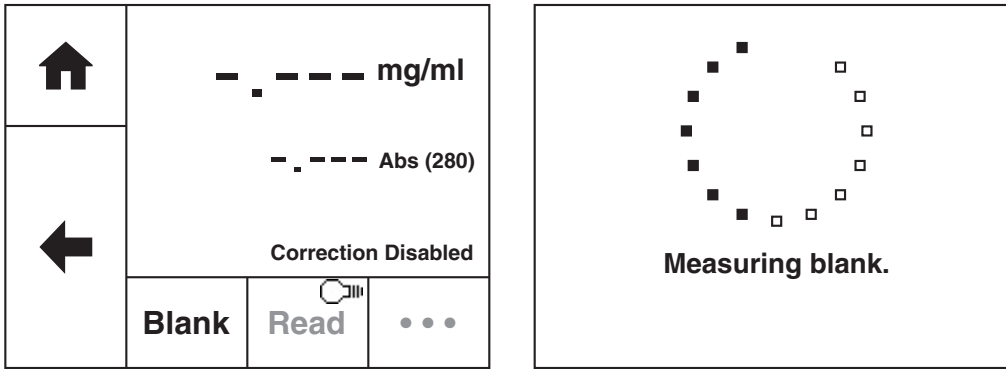 -.--- mg/ml
-.--- Abs (280)
Correction Disabled
Blank Read •••
Measuring blank.